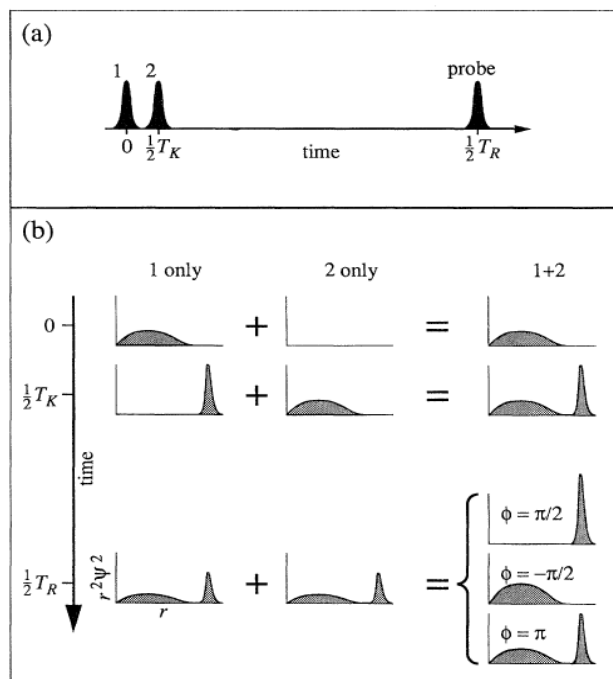 (a)
1 2 probe
0 ½T_K time ½T_R
(b)
1 only 2 only 1+2
0 + =
½T_K + =
time
ϕ = π/2
½T_R r²ψ² + = ϕ = −π/2
r ϕ = π